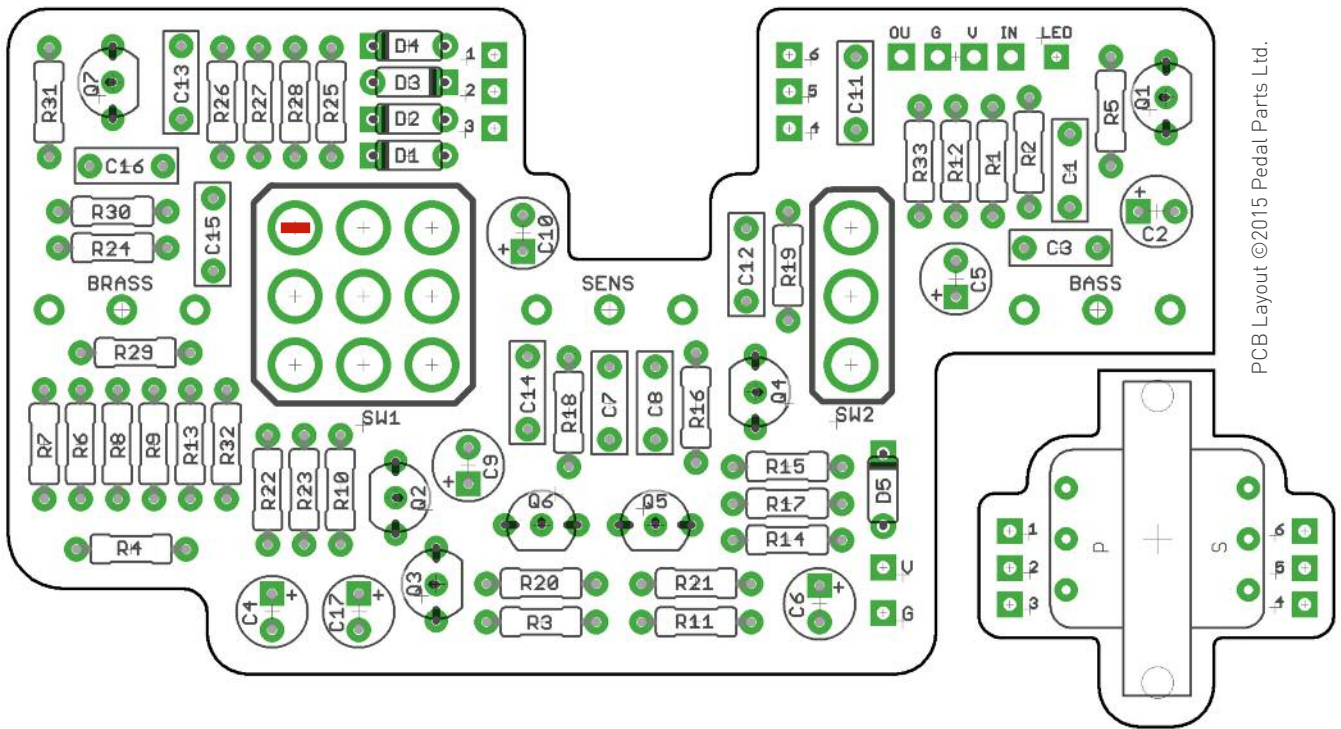 D4
1
6
OU G V IN LED
R31
Q7
C13
R26
R27
R28
R25
D3
2
5
C11
R5
Q1
D2
3
4
D1
R33
R12
R1
R2
C1
C16
R30
C15
C10
C12
R19
C2
R24
C3
C5
BRASS
SENS
BASS
R29
C14
R18
C7
C8
R16
Q4
SW1
SW2
R7
R6
R8
R9
R13
R32
R22
R23
R10
Q2
C9
Q6
Q5
R15
R17
R14
D5
R4
Q3
V
C4
C17
R20
R21
C6
G
R3
R11
1
2
3
P
S
6
5
4
PCB Layout ©2015 Pedal Parts Ltd.